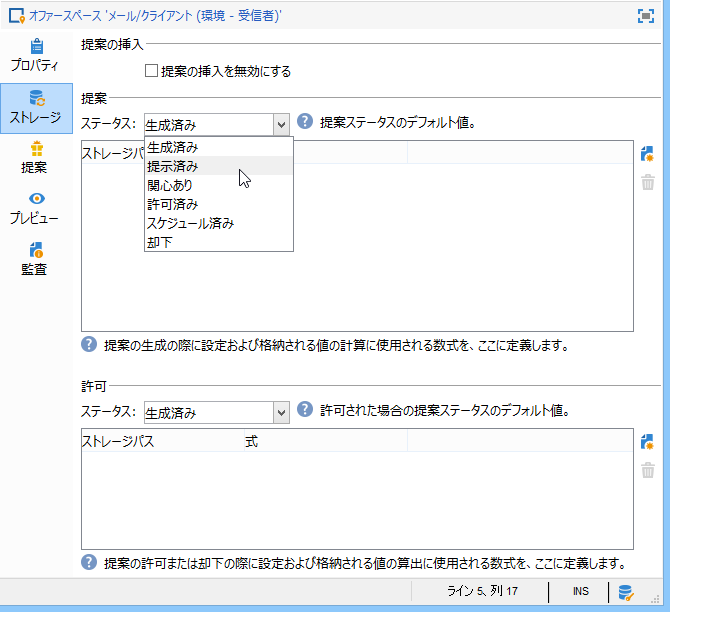 オファースペース 'メール/クライアント (環境 - 受信者)'
プロパティ
ストレージ
提案
プレビュー
監査
提案の挿入
提案の挿入を無効にする
提案
ステータス: 生成済み ? 提案ステータスのデフォルト値。
ストレージパ
生成済み
提示済み
関心あり
許可済み
スケジュール済み
却下
? 提案の生成の際に設定および格納される値の計算に使用される数式を、ここに定義します。
許可
ステータス: 生成済み ? 許可された場合の提案ステータスのデフォルト値。
ストレージパス 式
? 提案の許可または却下の際に設定および格納される値の算出に使用される数式を、ここに定義します。
ライン 5、列 17 INS